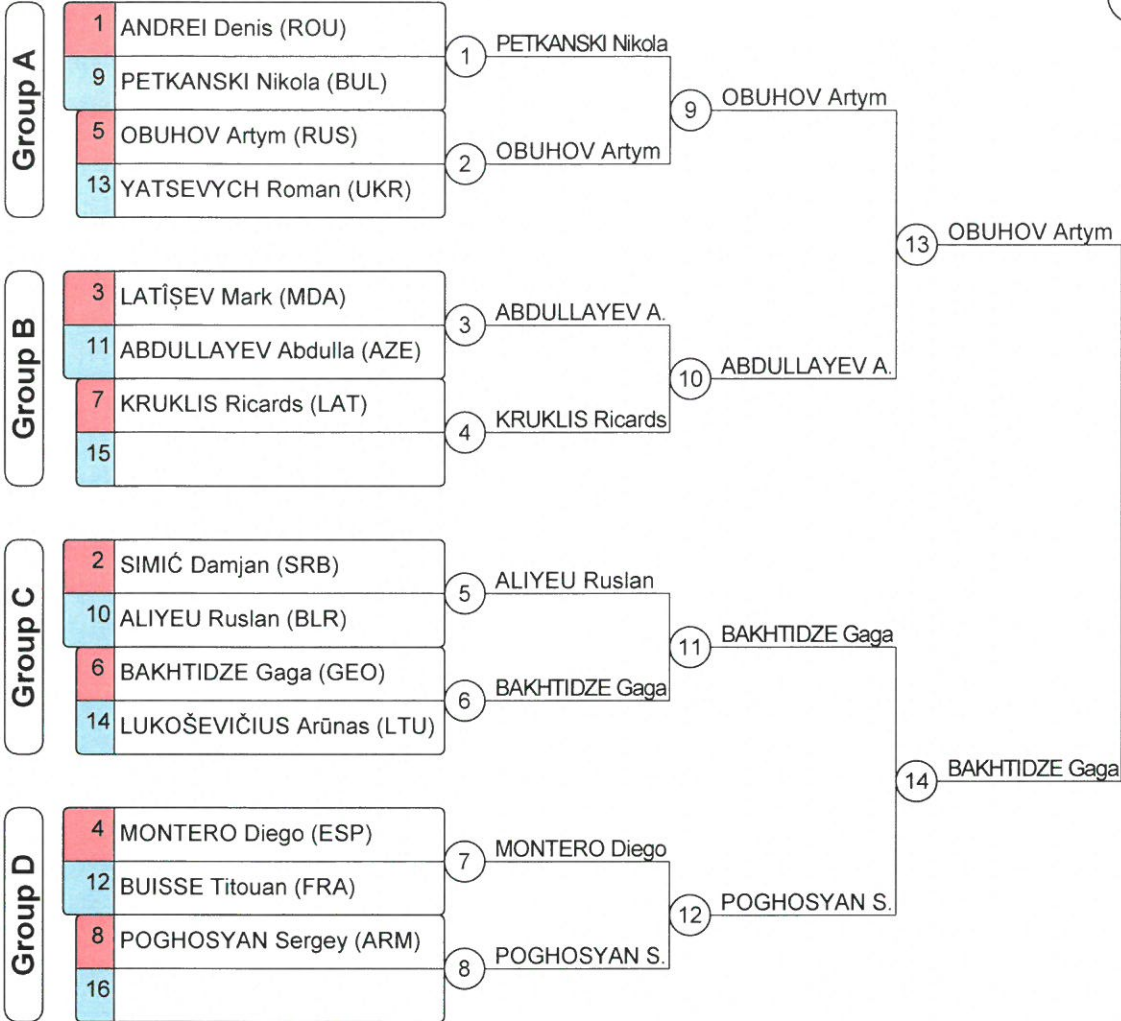 Group A
1 ANDREI Denis (ROU)
9 PETKANSKI Nikola (BUL)
5 OBUHOV Artym (RUS)
13 YATSEVYCH Roman (UKR)
1 PETKANSKI Nikola
2 OBUHOV Artym
9 OBUHOV Artym
Group B
3 LATÎȘEV Mark (MDA)
11 ABDULLAYEV Abdulla (AZE)
7 KRUKLIS Ricards (LAT)
15
3 ABDULLAYEV A.
4 KRUKLIS Ricards
10 ABDULLAYEV A.
13 OBUHOV Artym
Group C
2 SIMIĆ Damjan (SRB)
10 ALIYEU Ruslan (BLR)
6 BAKHTIDZE Gaga (GEO)
14 LUKOŠEVIČIUS Arūnas (LTU)
5 ALIYEU Ruslan
6 BAKHTIDZE Gaga
11 BAKHTIDZE Gaga
Group D
4 MONTERO Diego (ESP)
12 BUISSE Titouan (FRA)
8 POGHOSYAN Sergey (ARM)
16
7 MONTERO Diego
8 POGHOSYAN S.
12 POGHOSYAN S.
14 BAKHTIDZE Gaga